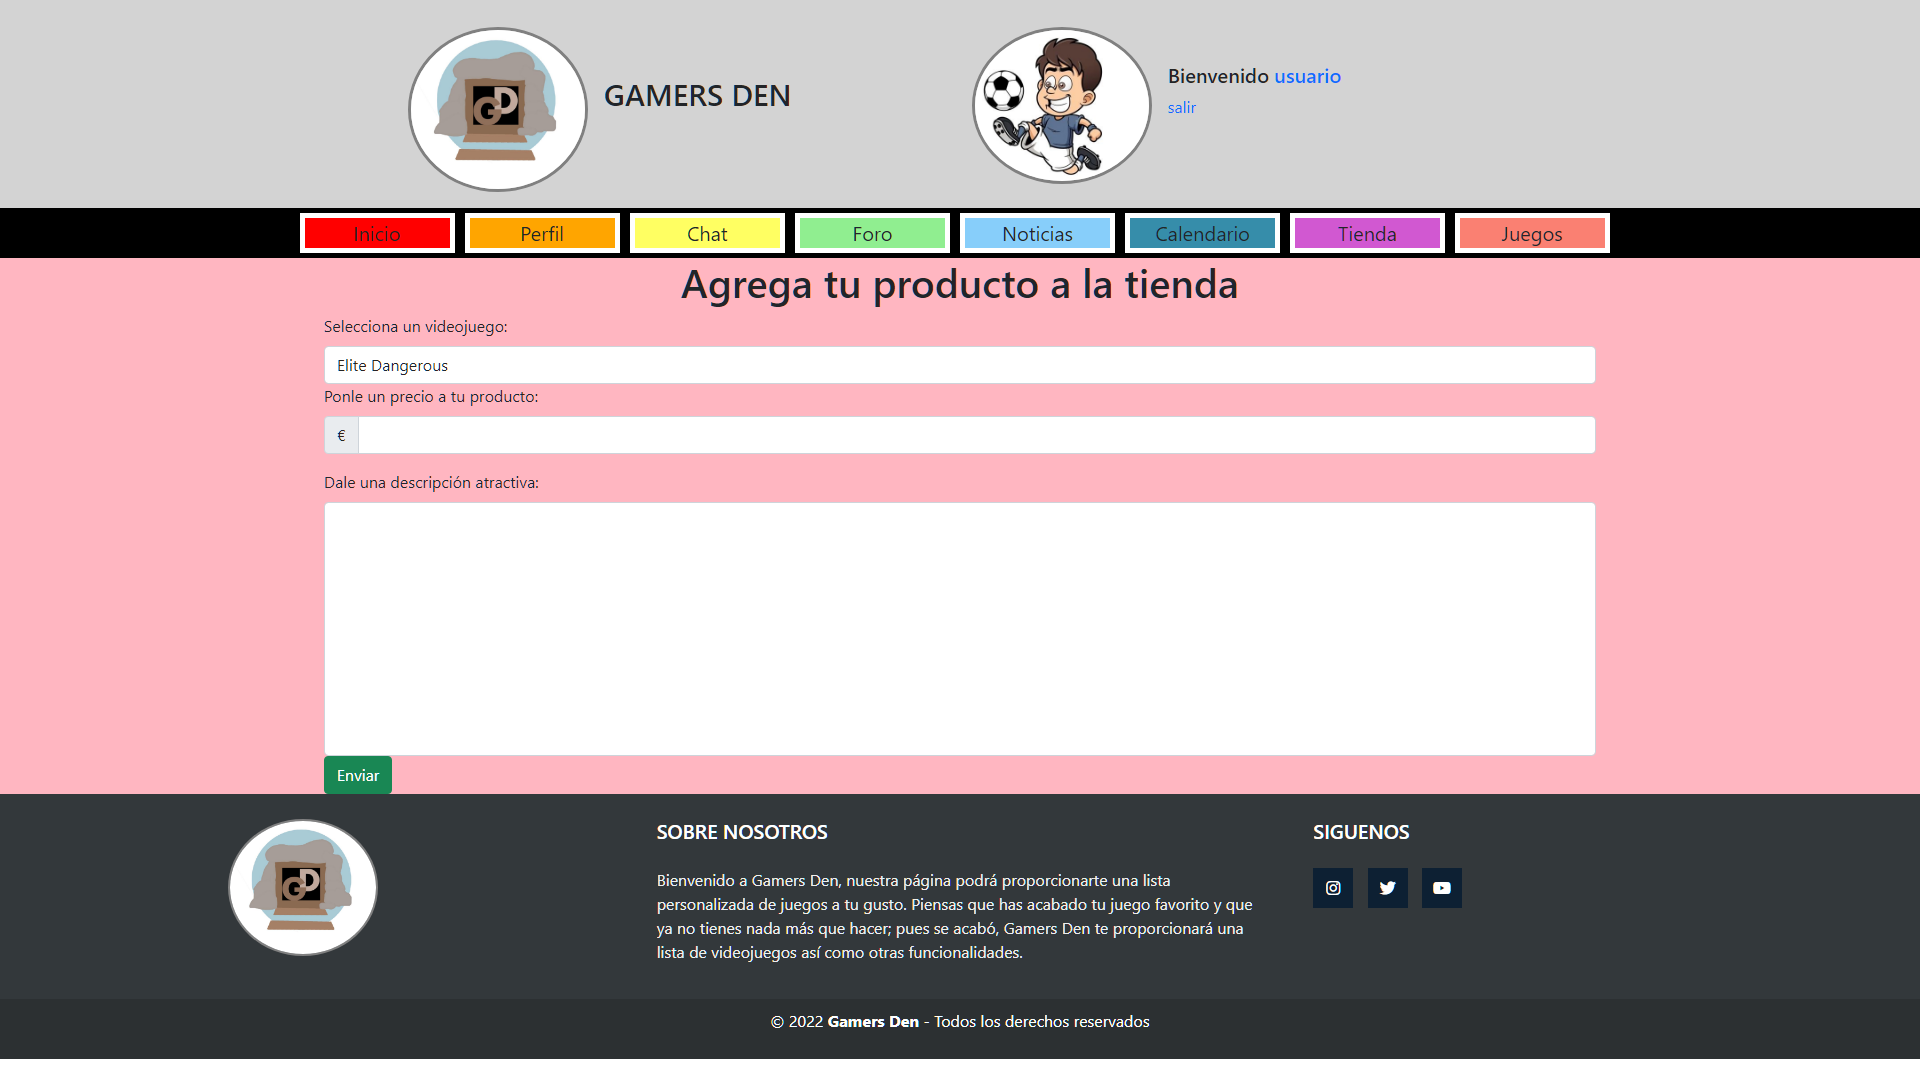 GD
GAMERS DEN
Bienvenido usuario
salir
Inicio
Perfil
Chat
Foro
Noticias
Calendario
Tienda
Juegos
Agrega tu producto a la tienda
Selecciona un videojuego:
Elite Dangerous
Ponle un precio a tu producto:
€
Dale una descripción atractiva:
Enviar
GD
SOBRE NOSOTROS
Bienvenido a Gamers Den, nuestra página podrá proporcionarte una lista
personalizada de juegos a tu gusto. Piensas que has acabado tu juego favorito y que
ya no tienes nada más que hacer; pues se acabó, Gamers Den te proporcionará una
lista de videojuegos así como otras funcionalidades.
SIGUENOS
© 2022 Gamers Den - Todos los derechos reservados